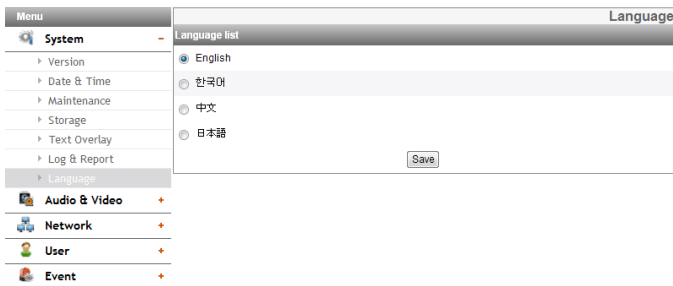 Menu
System
Version
Date & Time
Maintenance
Storage
Text Overlay
Log & Report
Language
Audio & Video
Network
User
Event
Language
Language list
English
한국어
中文
日本語
Save